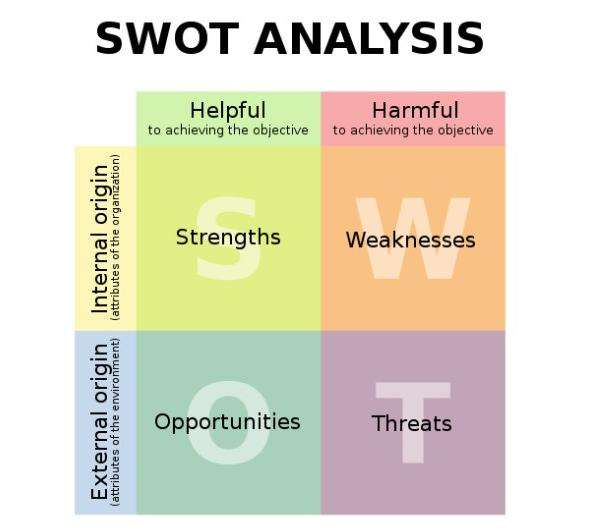 SWOT ANALYSIS
Helpful
to achieving the objective
Harmful
to achieving the objective
Internal origin
(attributes of the organization)
S
Strengths
W
Weaknesses
External origin
(attributes of the environment)
O
Opportunities
T
Threats